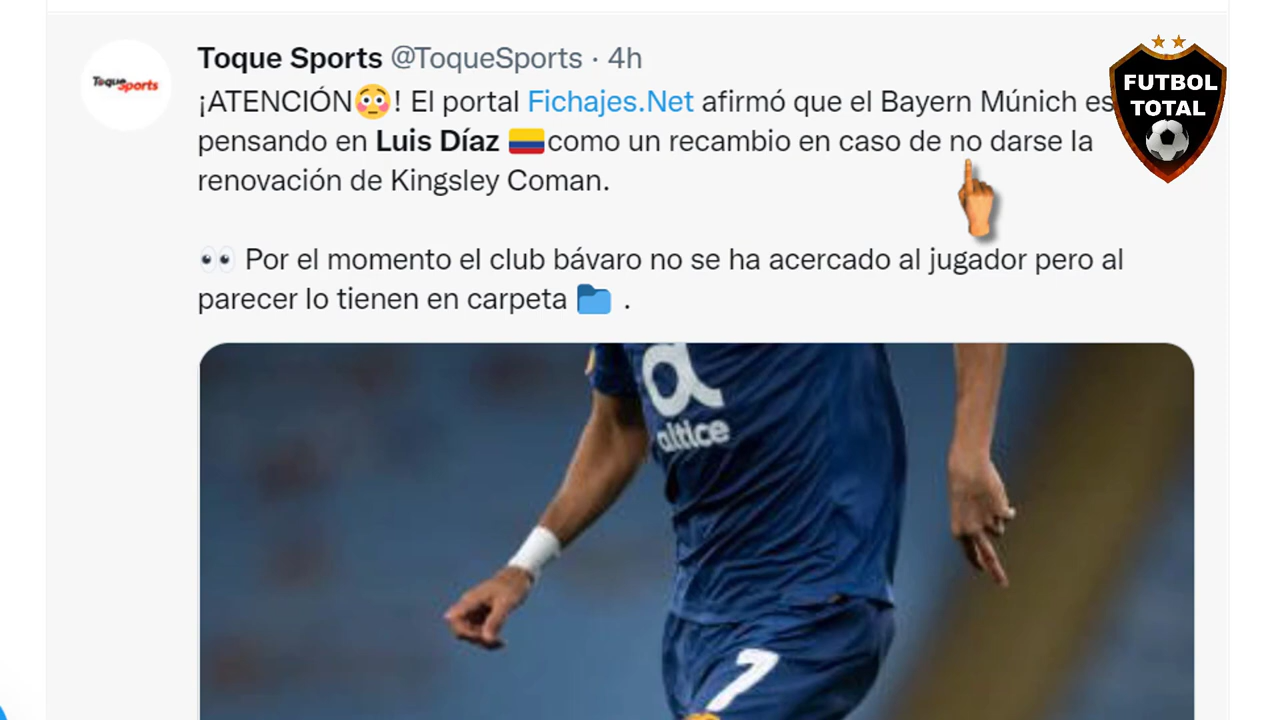 Toque Sports @ToqueSports · 4h
¡ATENCIÓN😳! El portal Fichajes.Net afirmó que el Bayern Múnich es
pensando en Luis Díaz 🇨🇴como un recambio en caso de no darse la
renovación de Kingsley Coman.
👀 Por el momento el club bávaro no se ha acercado al jugador pero al
parecer lo tienen en carpeta 📁 .
ToqueSports
FUTBOL
TOTAL
altice
7